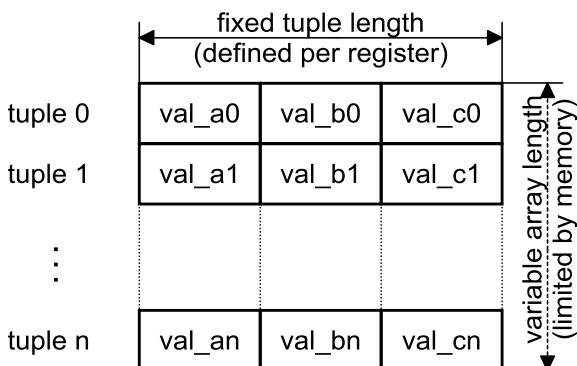 fixed tuple length
(defined per register)
tuple 0 val_a0 val_b0 val_c0
tuple 1 val_a1 val_b1 val_c1
⋮
tuple n val_an val_bn val_cn
variable array length
(limited by memory)